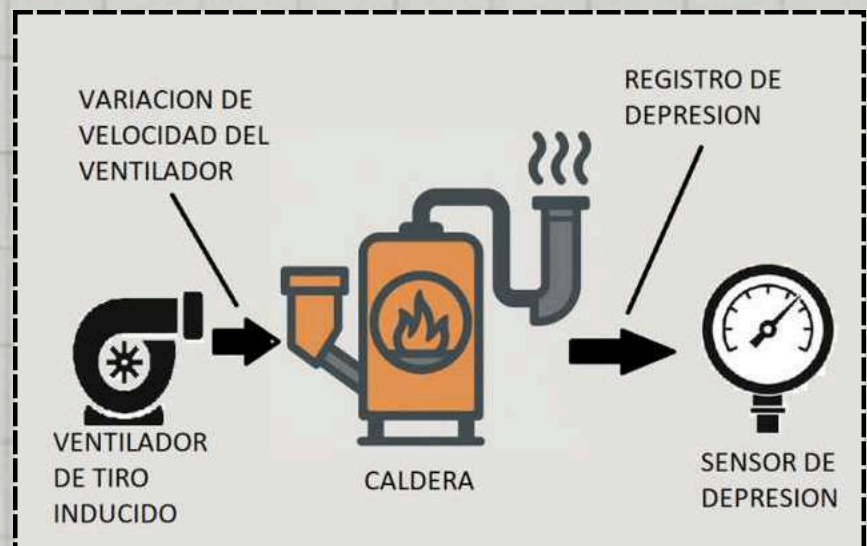 VARIACION DE
VELOCIDAD DEL
VENTILADOR
REGISTRO DE
DEPRESION
VENTILADOR
DE TIRO
INDUCIDO
CALDERA
SENSOR DE
DEPRESION